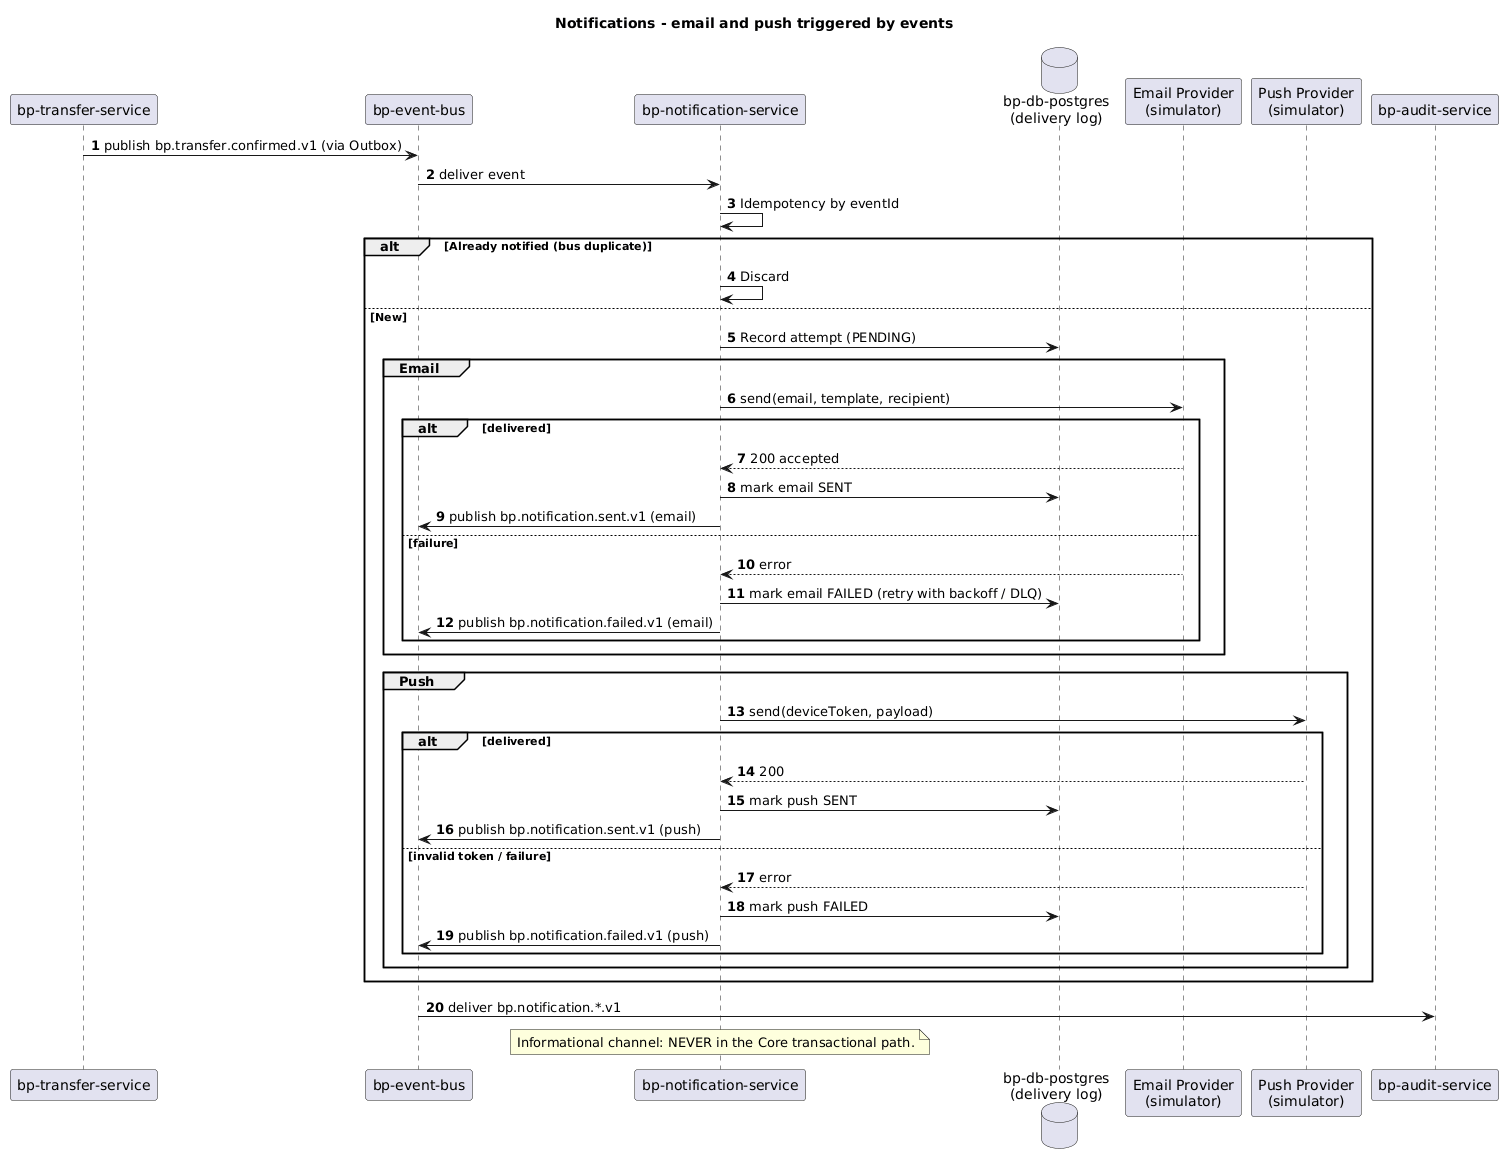 Notifications - email and push triggered by events
bp-transfer-service
bp-event-bus
bp-notification-service
bp-db-postgres
(delivery log)
Email Provider
(simulator)
Push Provider
(simulator)
bp-audit-service
1 publish bp.transfer.confirmed.v1 (via Outbox)
2 deliver event
3 Idempotency by eventId
alt [Already notified (bus duplicate)]
4 Discard
[New]
5 Record attempt (PENDING)
Email
6 send(email, template, recipient)
alt [delivered]
7 200 accepted
8 mark email SENT
9 publish bp.notification.sent.v1 (email)
[failure]
10 error
11 mark email FAILED (retry with backoff / DLQ)
12 publish bp.notification.failed.v1 (email)
Push
13 send(deviceToken, payload)
alt [delivered]
14 200
15 mark push SENT
16 publish bp.notification.sent.v1 (push)
[invalid token / failure]
17 error
18 mark push FAILED
19 publish bp.notification.failed.v1 (push)
20 deliver bp.notification.*.v1
Informational channel: NEVER in the Core transactional path.
bp-transfer-service
bp-event-bus
bp-notification-service
bp-db-postgres
(delivery log)
Email Provider
(simulator)
Push Provider
(simulator)
bp-audit-service